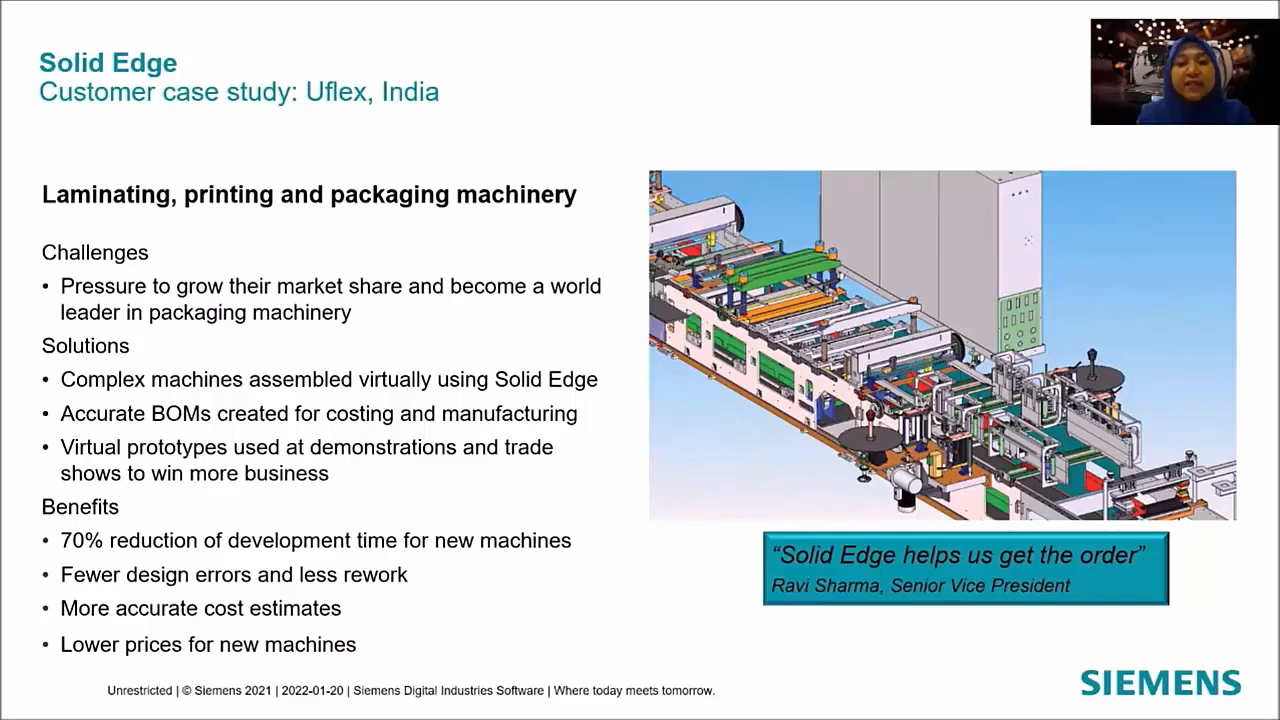 Solid Edge
Customer case study: Uflex, India
Laminating, printing and packaging machinery
Challenges
• Pressure to grow their market share and become a world
leader in packaging machinery
Solutions
• Complex machines assembled virtually using Solid Edge
• Accurate BOMs created for costing and manufacturing
• Virtual prototypes used at demonstrations and trade
shows to win more business
Benefits
• 70% reduction of development time for new machines
• Fewer design errors and less rework
• More accurate cost estimates
• Lower prices for new machines
“Solid Edge helps us get the order”
Ravi Sharma, Senior Vice President
Unrestricted | © Siemens 2021 | 2022-01-20 | Siemens Digital Industries Software | Where today meets tomorrow.
SIEMENS